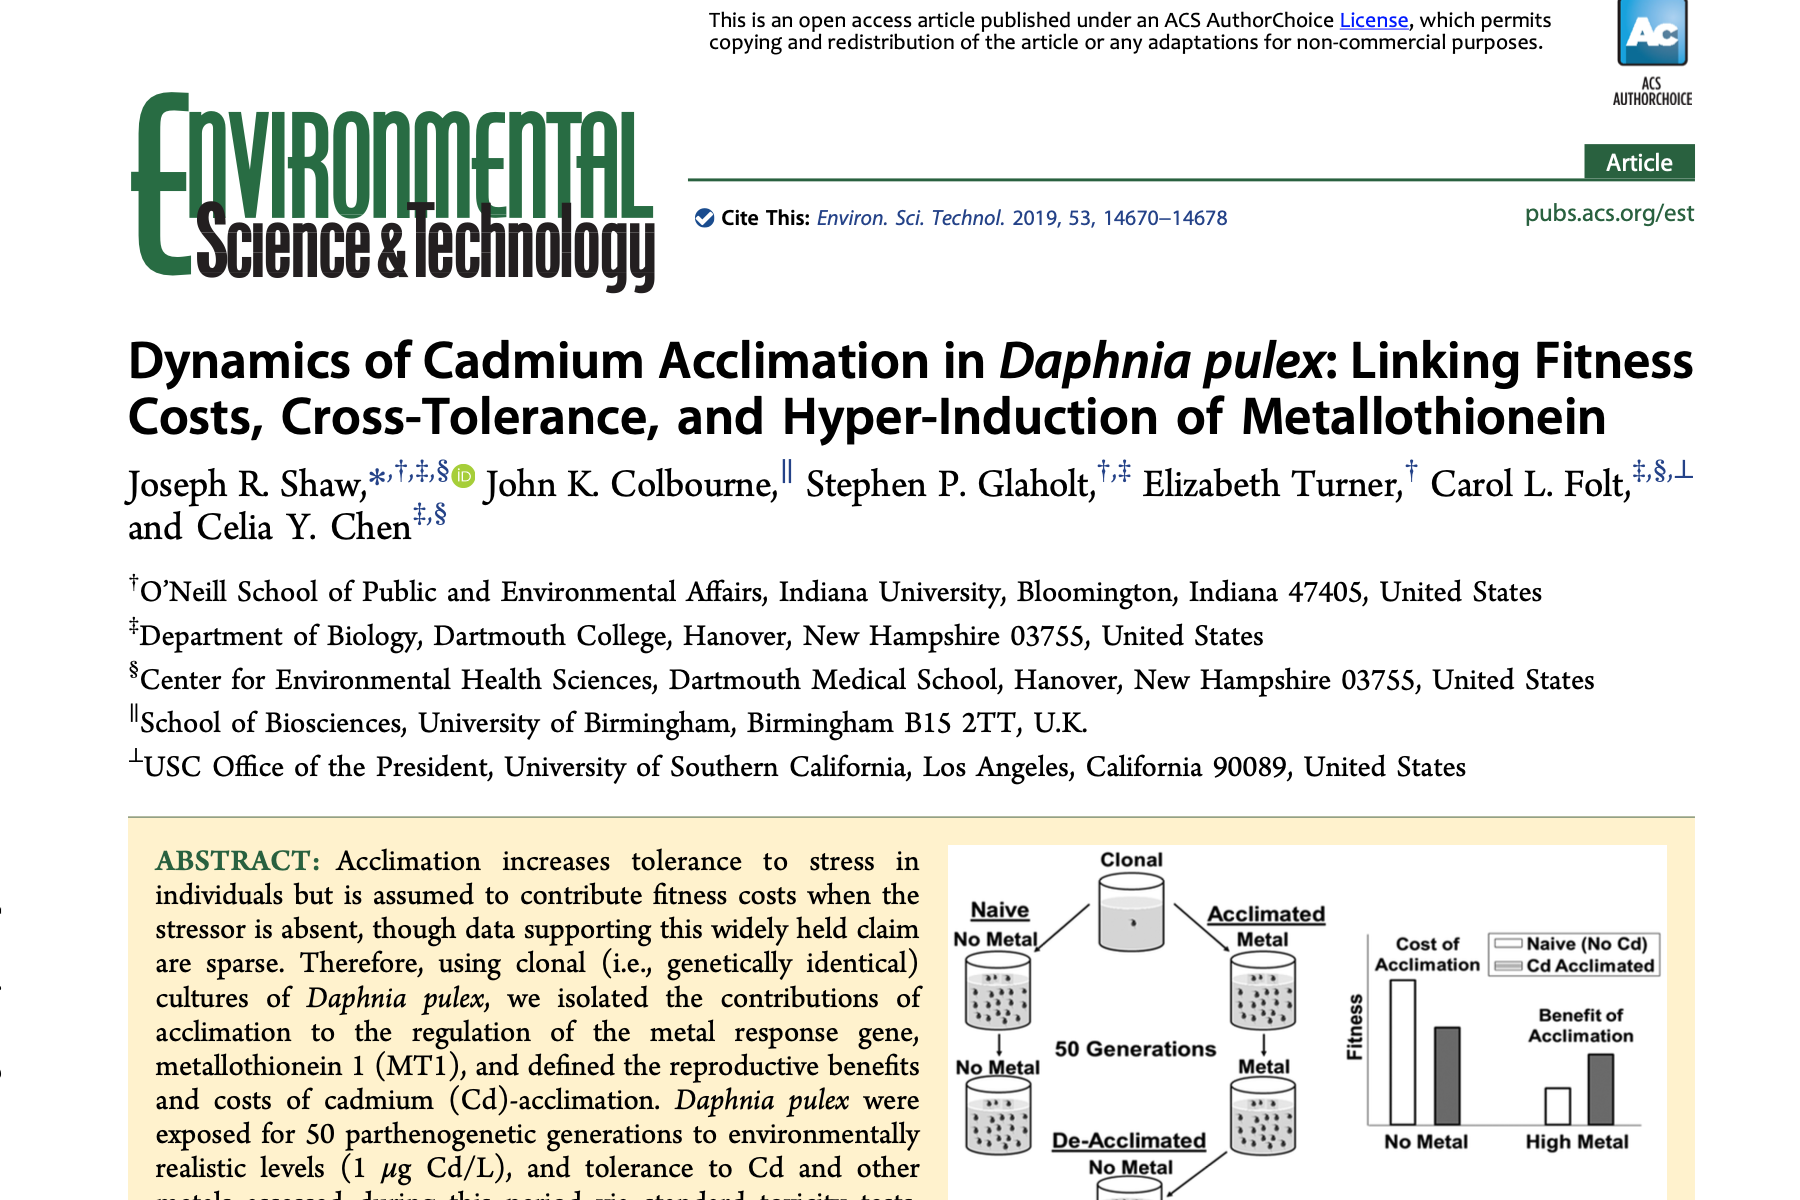 This is an open access article published under an ACS AuthorChoice License, which permits
copying and redistribution of the article or any adaptations for non-commercial purposes.
Ac
ACS
AUTHORCHOICE
ENVIRONMENTAL
Science & Technology
Article
Cite This: Environ. Sci. Technol. 2019, 53, 14670−14678
pubs.acs.org/est
Dynamics of Cadmium Acclimation in Daphnia pulex: Linking Fitness
Costs, Cross-Tolerance, and Hyper-Induction of Metallothionein
Joseph R. Shaw,*,†,‡,§ iD John K. Colbourne,∥ Stephen P. Glaholt,†,‡ Elizabeth Turner,† Carol L. Folt,‡,§,⊥
and Celia Y. Chen‡,§
†O’Neill School of Public and Environmental Affairs, Indiana University, Bloomington, Indiana 47405, United States
‡Department of Biology, Dartmouth College, Hanover, New Hampshire 03755, United States
§Center for Environmental Health Sciences, Dartmouth Medical School, Hanover, New Hampshire 03755, United States
∥School of Biosciences, University of Birmingham, Birmingham B15 2TT, U.K.
⊥USC Office of the President, University of Southern California, Los Angeles, California 90089, United States
ABSTRACT: Acclimation increases tolerance to stress in
individuals but is assumed to contribute fitness costs when the
stressor is absent, though data supporting this widely held claim
are sparse. Therefore, using clonal (i.e., genetically identical)
cultures of Daphnia pulex, we isolated the contributions of
acclimation to the regulation of the metal response gene,
metallothionein 1 (MT1), and defined the reproductive benefits
and costs of cadmium (Cd)-acclimation. Daphnia pulex were
exposed for 50 parthenogenetic generations to environmentally
realistic levels (1 μg Cd/L), and tolerance to Cd and other
metals assessed during this period via standard toxicity tests.
Clonal
Naive
No Metal
Acclimated
Metal
50 Generations
No Metal
Metal
De-Acclimated
No Metal
Cost of
Acclimation
Naive (No Cd)
Cd Acclimated
Fitness
Benefit of
Acclimation
No Metal
High Metal